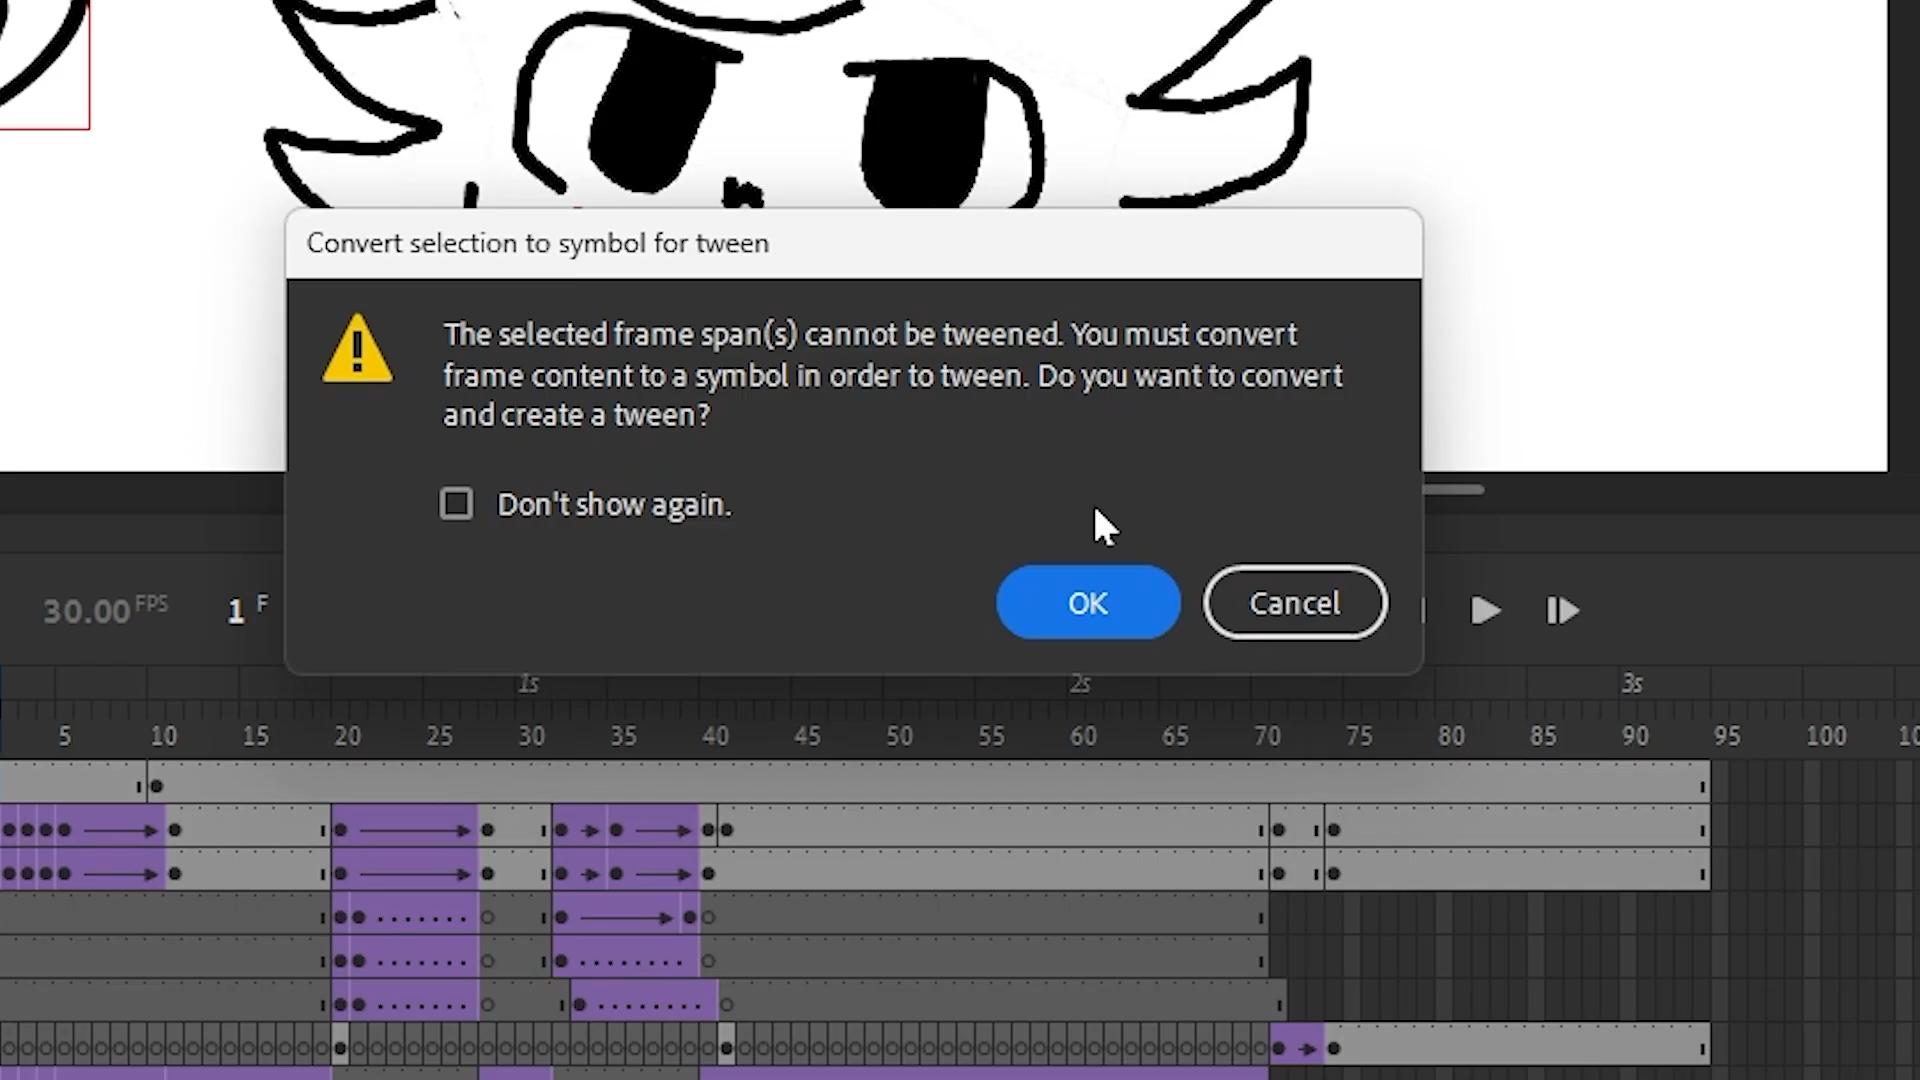 Convert selection to symbol for tween
The selected frame span(s) cannot be tweened. You must convert
frame content to a symbol in order to tween. Do you want to convert
and create a tween?
Don't show again.
OK Cancel
30.00 FPS 1 F
1s 2s 3s
5 10 15 20 25 30 35 40 45 50 55 60 65 70 75 80 85 90 95 100